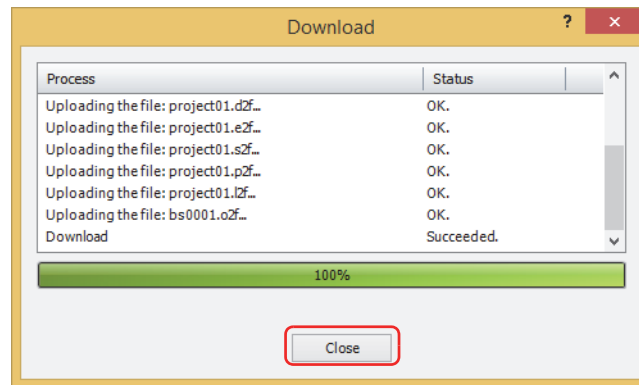 Download
?
Process Status
Uploading the file: project01.d2f... OK.
Uploading the file: project01.e2f... OK.
Uploading the file: project01.s2f... OK.
Uploading the file: project01.p2f... OK.
Uploading the file: project01.l2f... OK.
Uploading the file: bs0001.o2f... OK.
Download Succeeded.
100%
Close